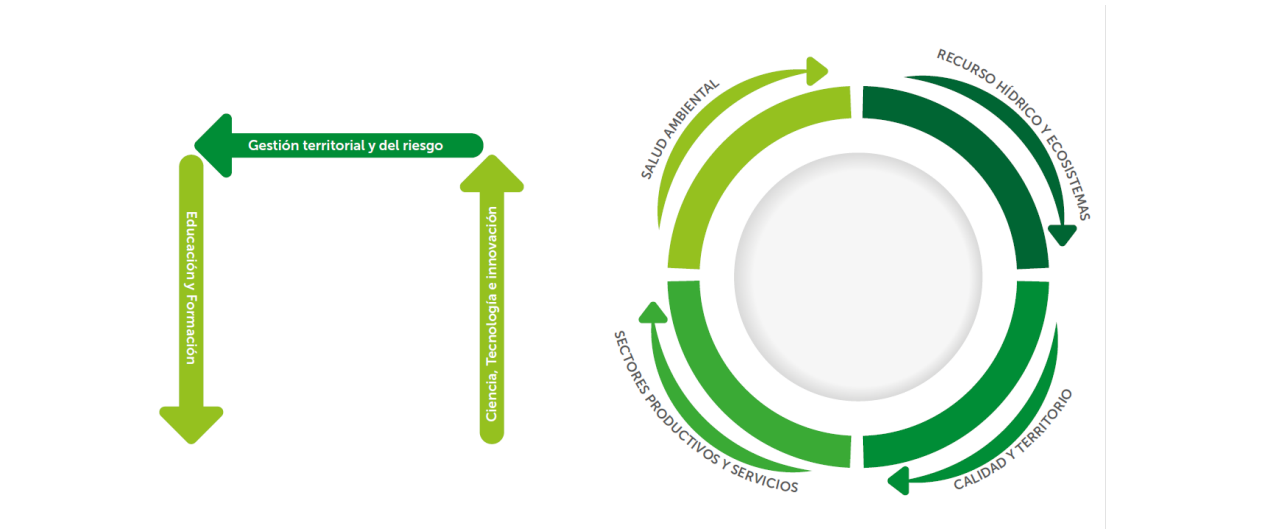 Gestión territorial y del riesgo
Educación y Formación
Ciencia, Tecnología e innovación
SALUD AMBIENTAL
RECURSO HÍDRICO Y ECOSISTEMAS
SECTORES PRODUCTIVOS Y SERVICIOS
CALIDAD Y TERRITORIO